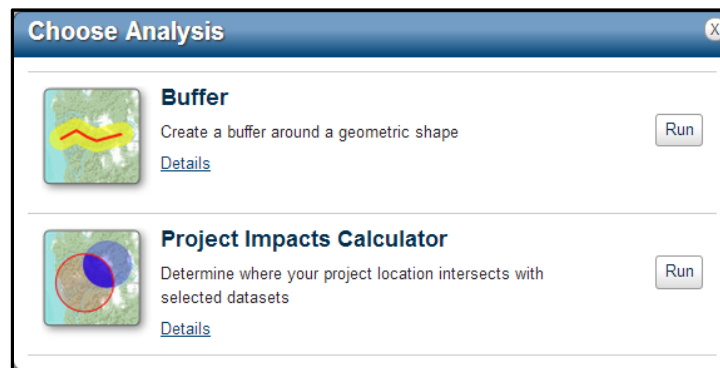 Choose Analysis
X
Buffer
Create a buffer around a geometric shape
Run
Details
Project Impacts Calculator
Determine where your project location intersects with
selected datasets
Run
Details